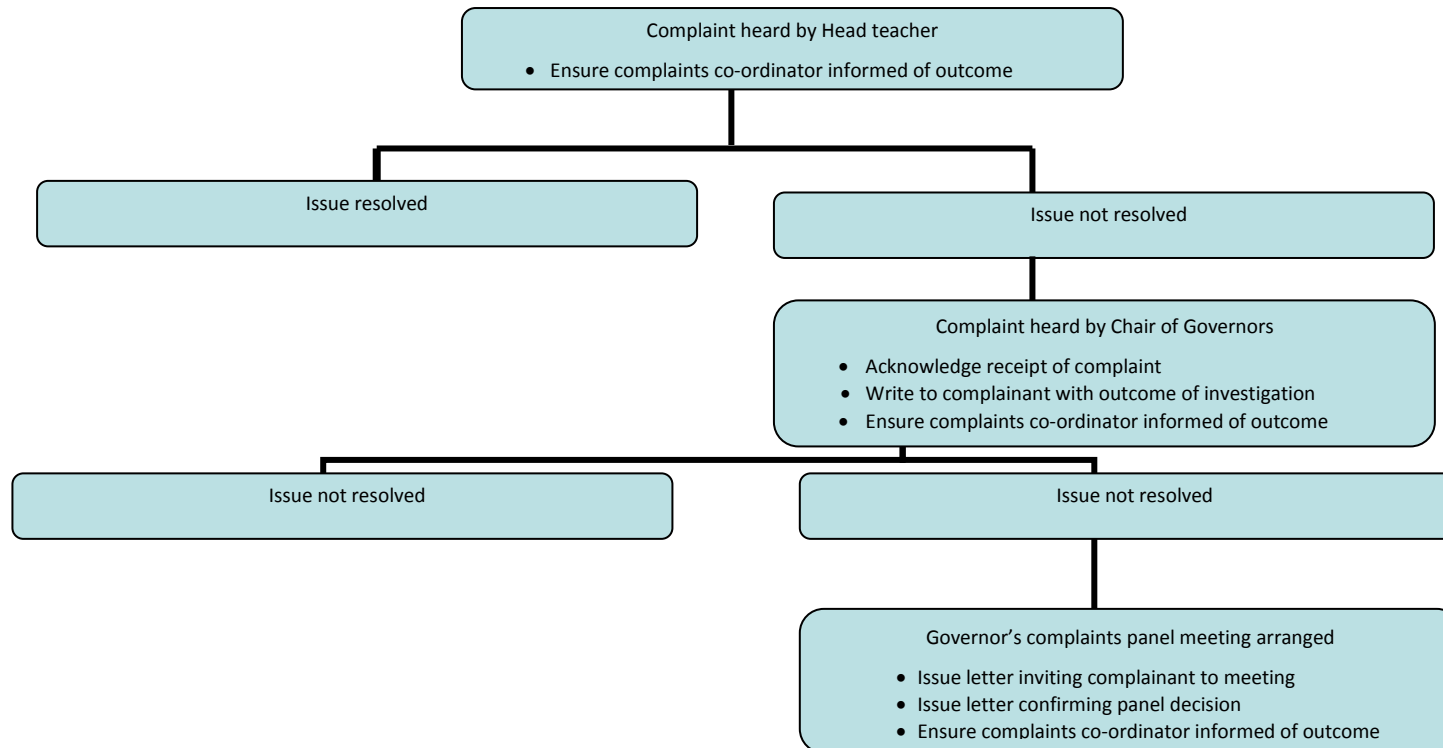 Complaint heard by Head teacher
• Ensure complaints co-ordinator informed of outcome
Issue resolved
Issue not resolved
Complaint heard by Chair of Governors
• Acknowledge receipt of complaint
• Write to complainant with outcome of investigation
• Ensure complaints co-ordinator informed of outcome
Issue not resolved
Issue not resolved
Governor’s complaints panel meeting arranged
• Issue letter inviting complainant to meeting
• Issue letter confirming panel decision
• Ensure complaints co-ordinator informed of outcome